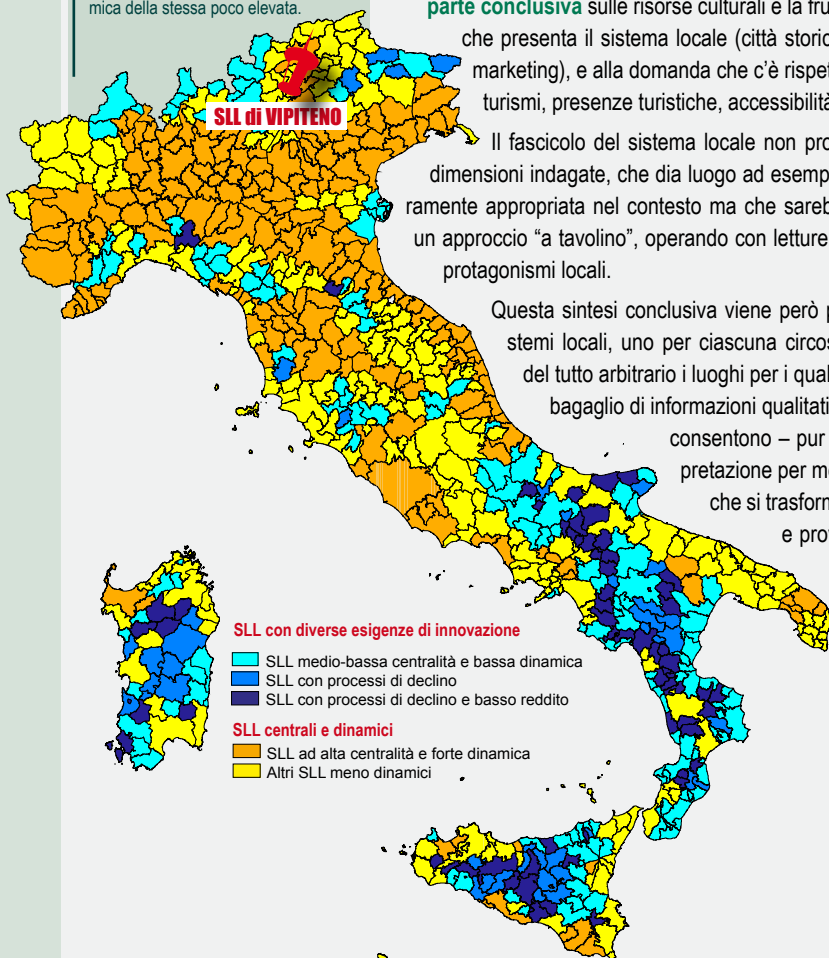 mica della stessa poco elevata.
parte conclusiva sulle risorse culturali e la fru
che presenta il sistema locale (città storic
marketing), e alla domanda che c'è rispet
turismi, presenze turistiche, accessibilità
Il fascicolo del sistema locale non pro
dimensioni indagate, che dia luogo ad esemp
ramente appropriata nel contesto ma che sareb
un approccio “a tavolino”, operando con letture
protagonismi locali.
Questa sintesi conclusiva viene però p
stemi locali, uno per ciascuna circos
del tutto arbitrario i luoghi per i qual
bagaglio di informazioni qualitati
consentono – pur
pretazione per me
che si trasform
e pro
SLL di VIPITENO
SLL con diverse esigenze di innovazione
SLL medio-bassa centralità e bassa dinamica
SLL con processi di declino
SLL con processi di declino e basso reddito
SLL centrali e dinamici
SLL ad alta centralità e forte dinamica
Altri SLL meno dinamici